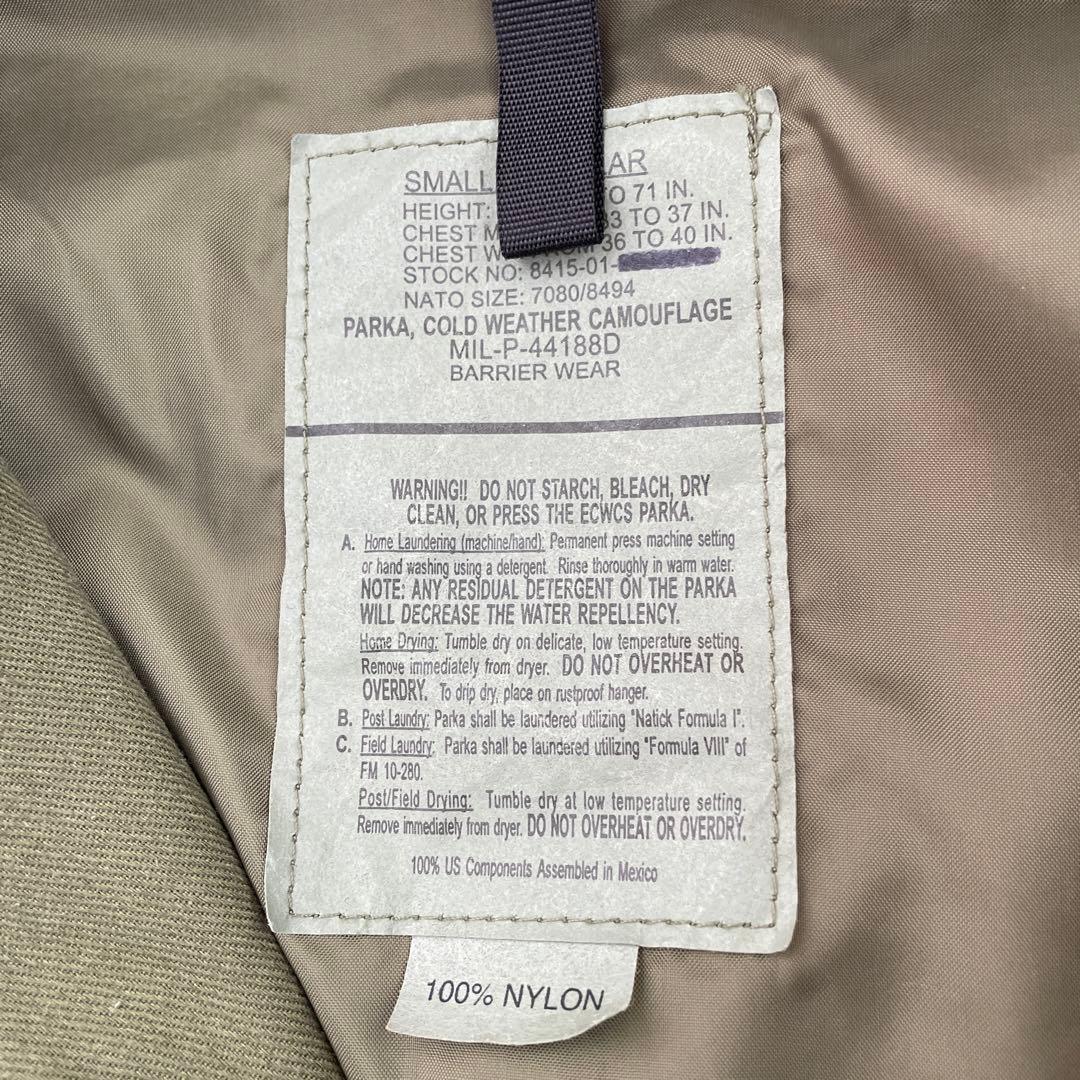 SMALL AR
HEIGHT: TO 71 IN.
CHEST M 33 TO 37 IN.
CHEST W 36 TO 40 IN.
STOCK NO: 8415-01-
NATO SIZE: 7080/8494
PARKA, COLD WEATHER CAMOUFLAGE
MIL-P-44188D
BARRIER WEAR
WARNING!! DO NOT STARCH, BLEACH, DRY
CLEAN, OR PRESS THE ECWCS PARKA.
A. Home Laundering (machine/hand): Permanent press machine setting
or hand washing using a detergent. Rinse thoroughly in warm water.
NOTE: ANY RESIDUAL DETERGENT ON THE PARKA
WILL DECREASE THE WATER REPELLENCY.
Home Drying: Tumble dry on delicate, low temperature setting.
Remove immediately from dryer. DO NOT OVERHEAT OR
OVERDRY. To drip dry, place on rustproof hanger.
B. Post Laundry: Parka shall be laundered utilizing "Natick Formula I".
C. Field Laundry: Parka shall be laundered utilizing "Formula VIII" of
FM 10-280.
Post/Field Drying: Tumble dry at low temperature setting.
Remove immediately from dryer. DO NOT OVERHEAT OR OVERDRY.
100% US Components Assembled in Mexico
100% NYLON